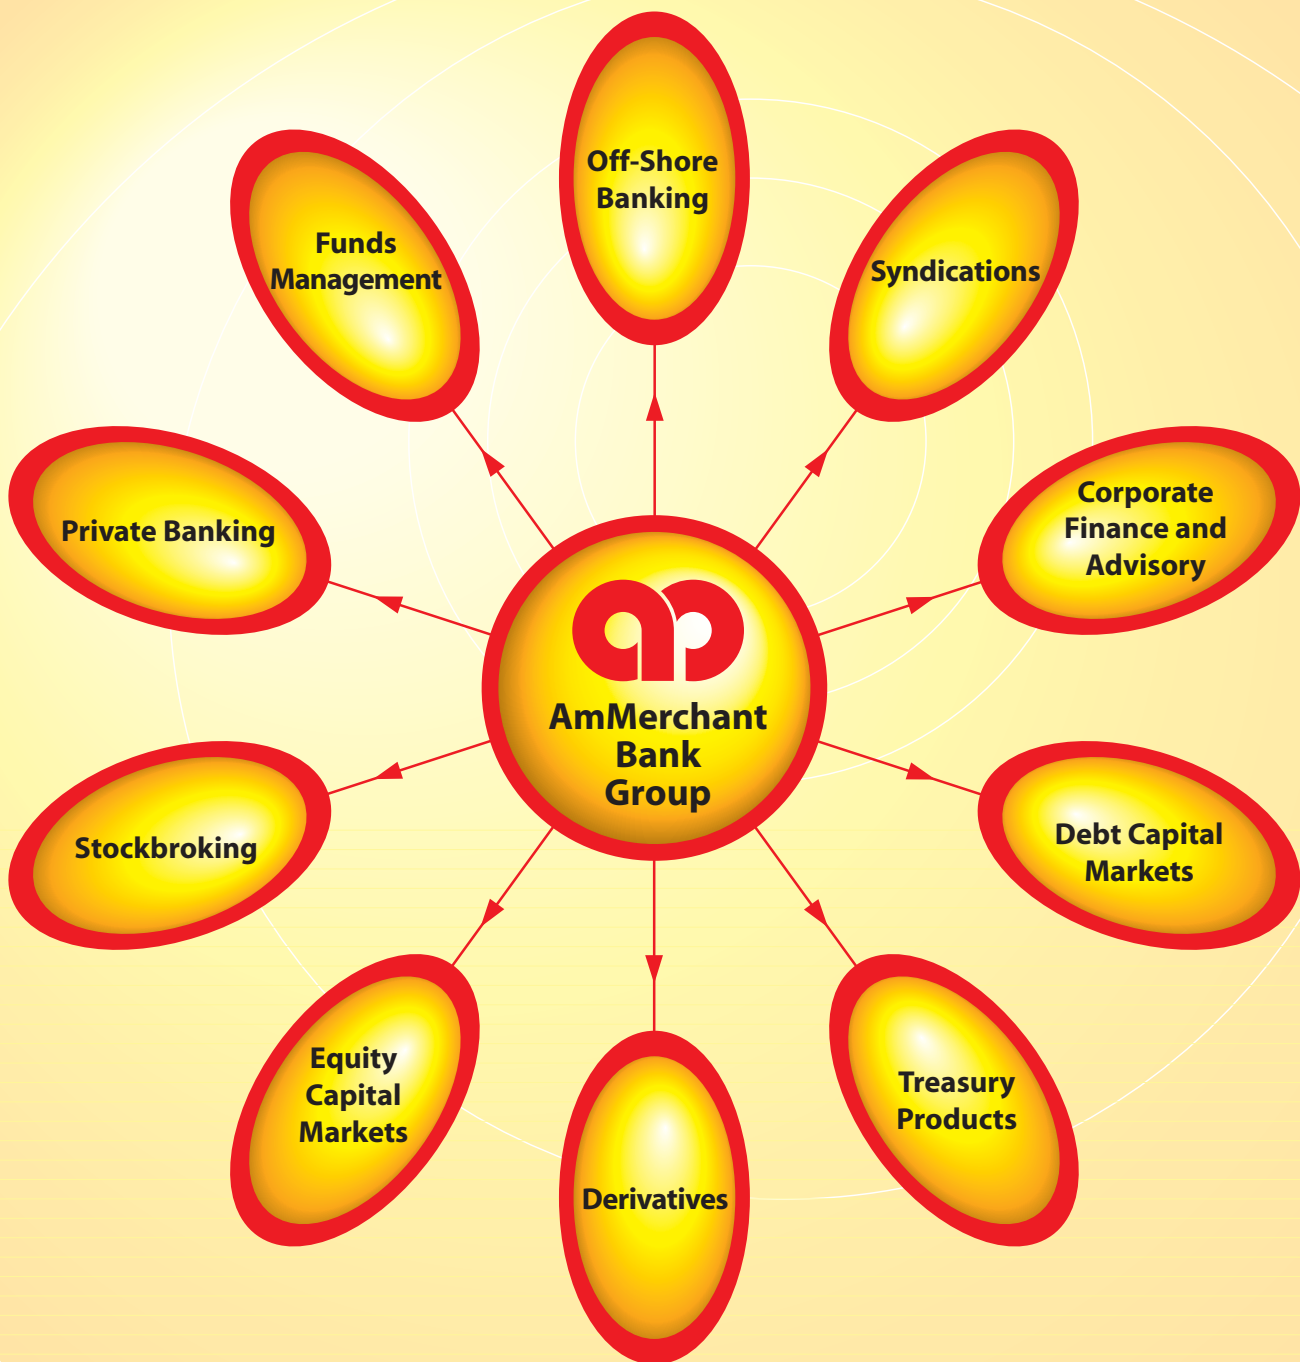 Off-Shore
Banking
Funds
Management
Syndications
Corporate
Finance and
Advisory
Private Banking
AmMerchant
Bank
Group
Stockbroking
Debt Capital
Markets
Equity
Capital
Markets
Treasury
Products
Derivatives